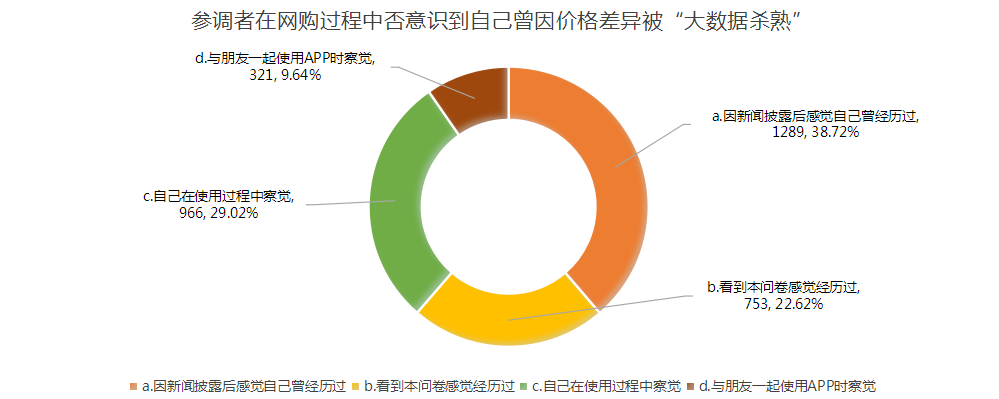 参调者在网购过程中否意识到自己曾因价格差异被“大数据杀熟”
d.与朋友一起使用APP时察觉,
321, 9.64%
a.因新闻披露后感觉自己曾经历过,
1289, 38.72%
c.自己在使用过程中察觉,
966, 29.02%
b.看到本问卷感觉经历过,
753, 22.62%
a.因新闻披露后感觉自己曾经历过 b.看到本问卷感觉经历过 c.自己在使用过程中察觉 d.与朋友一起使用APP时察觉